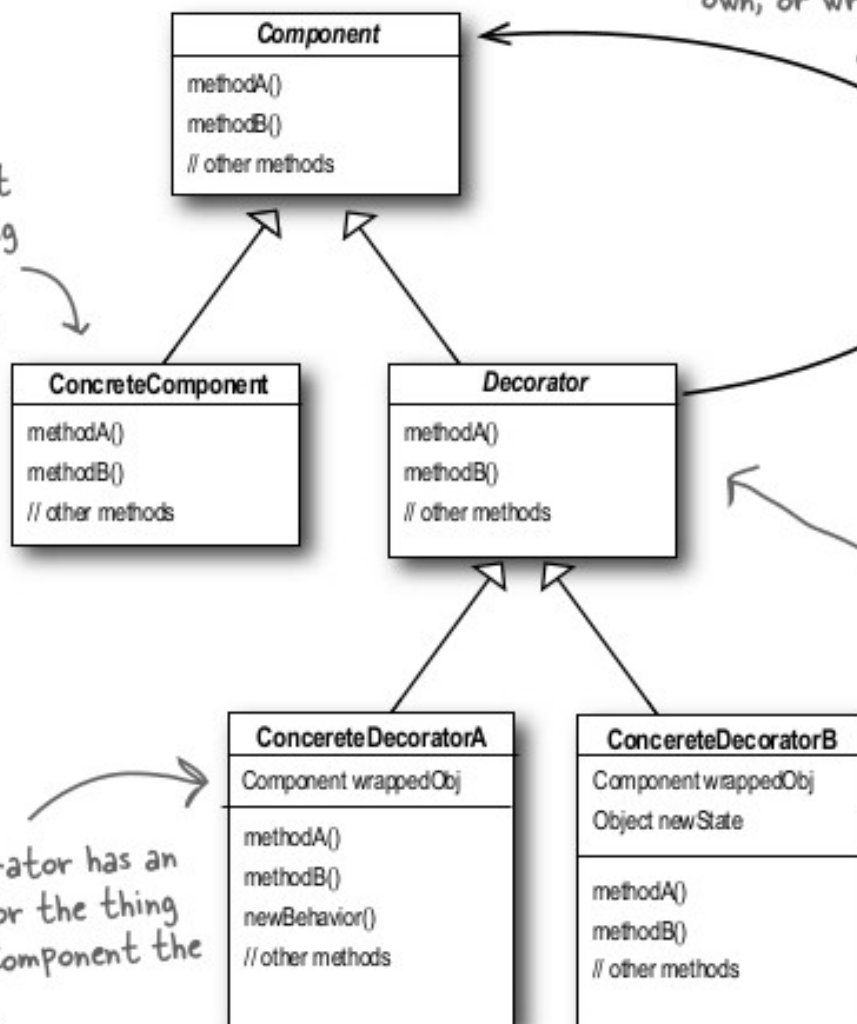 own, or
Component
methodA()
methodB()
// other methods
ConcreteComponent
methodA()
methodB()
// other methods
Decorator
methodA()
methodB()
// other methods
ConcereteDecoratorA
Component wrappedObj
methodA()
methodB()
newBehavior()
// other methods
ConcereteDecoratorB
Component wrappedObj
Object newState
methodA()
methodB()
// other methods
rator has an
or the thing
component the